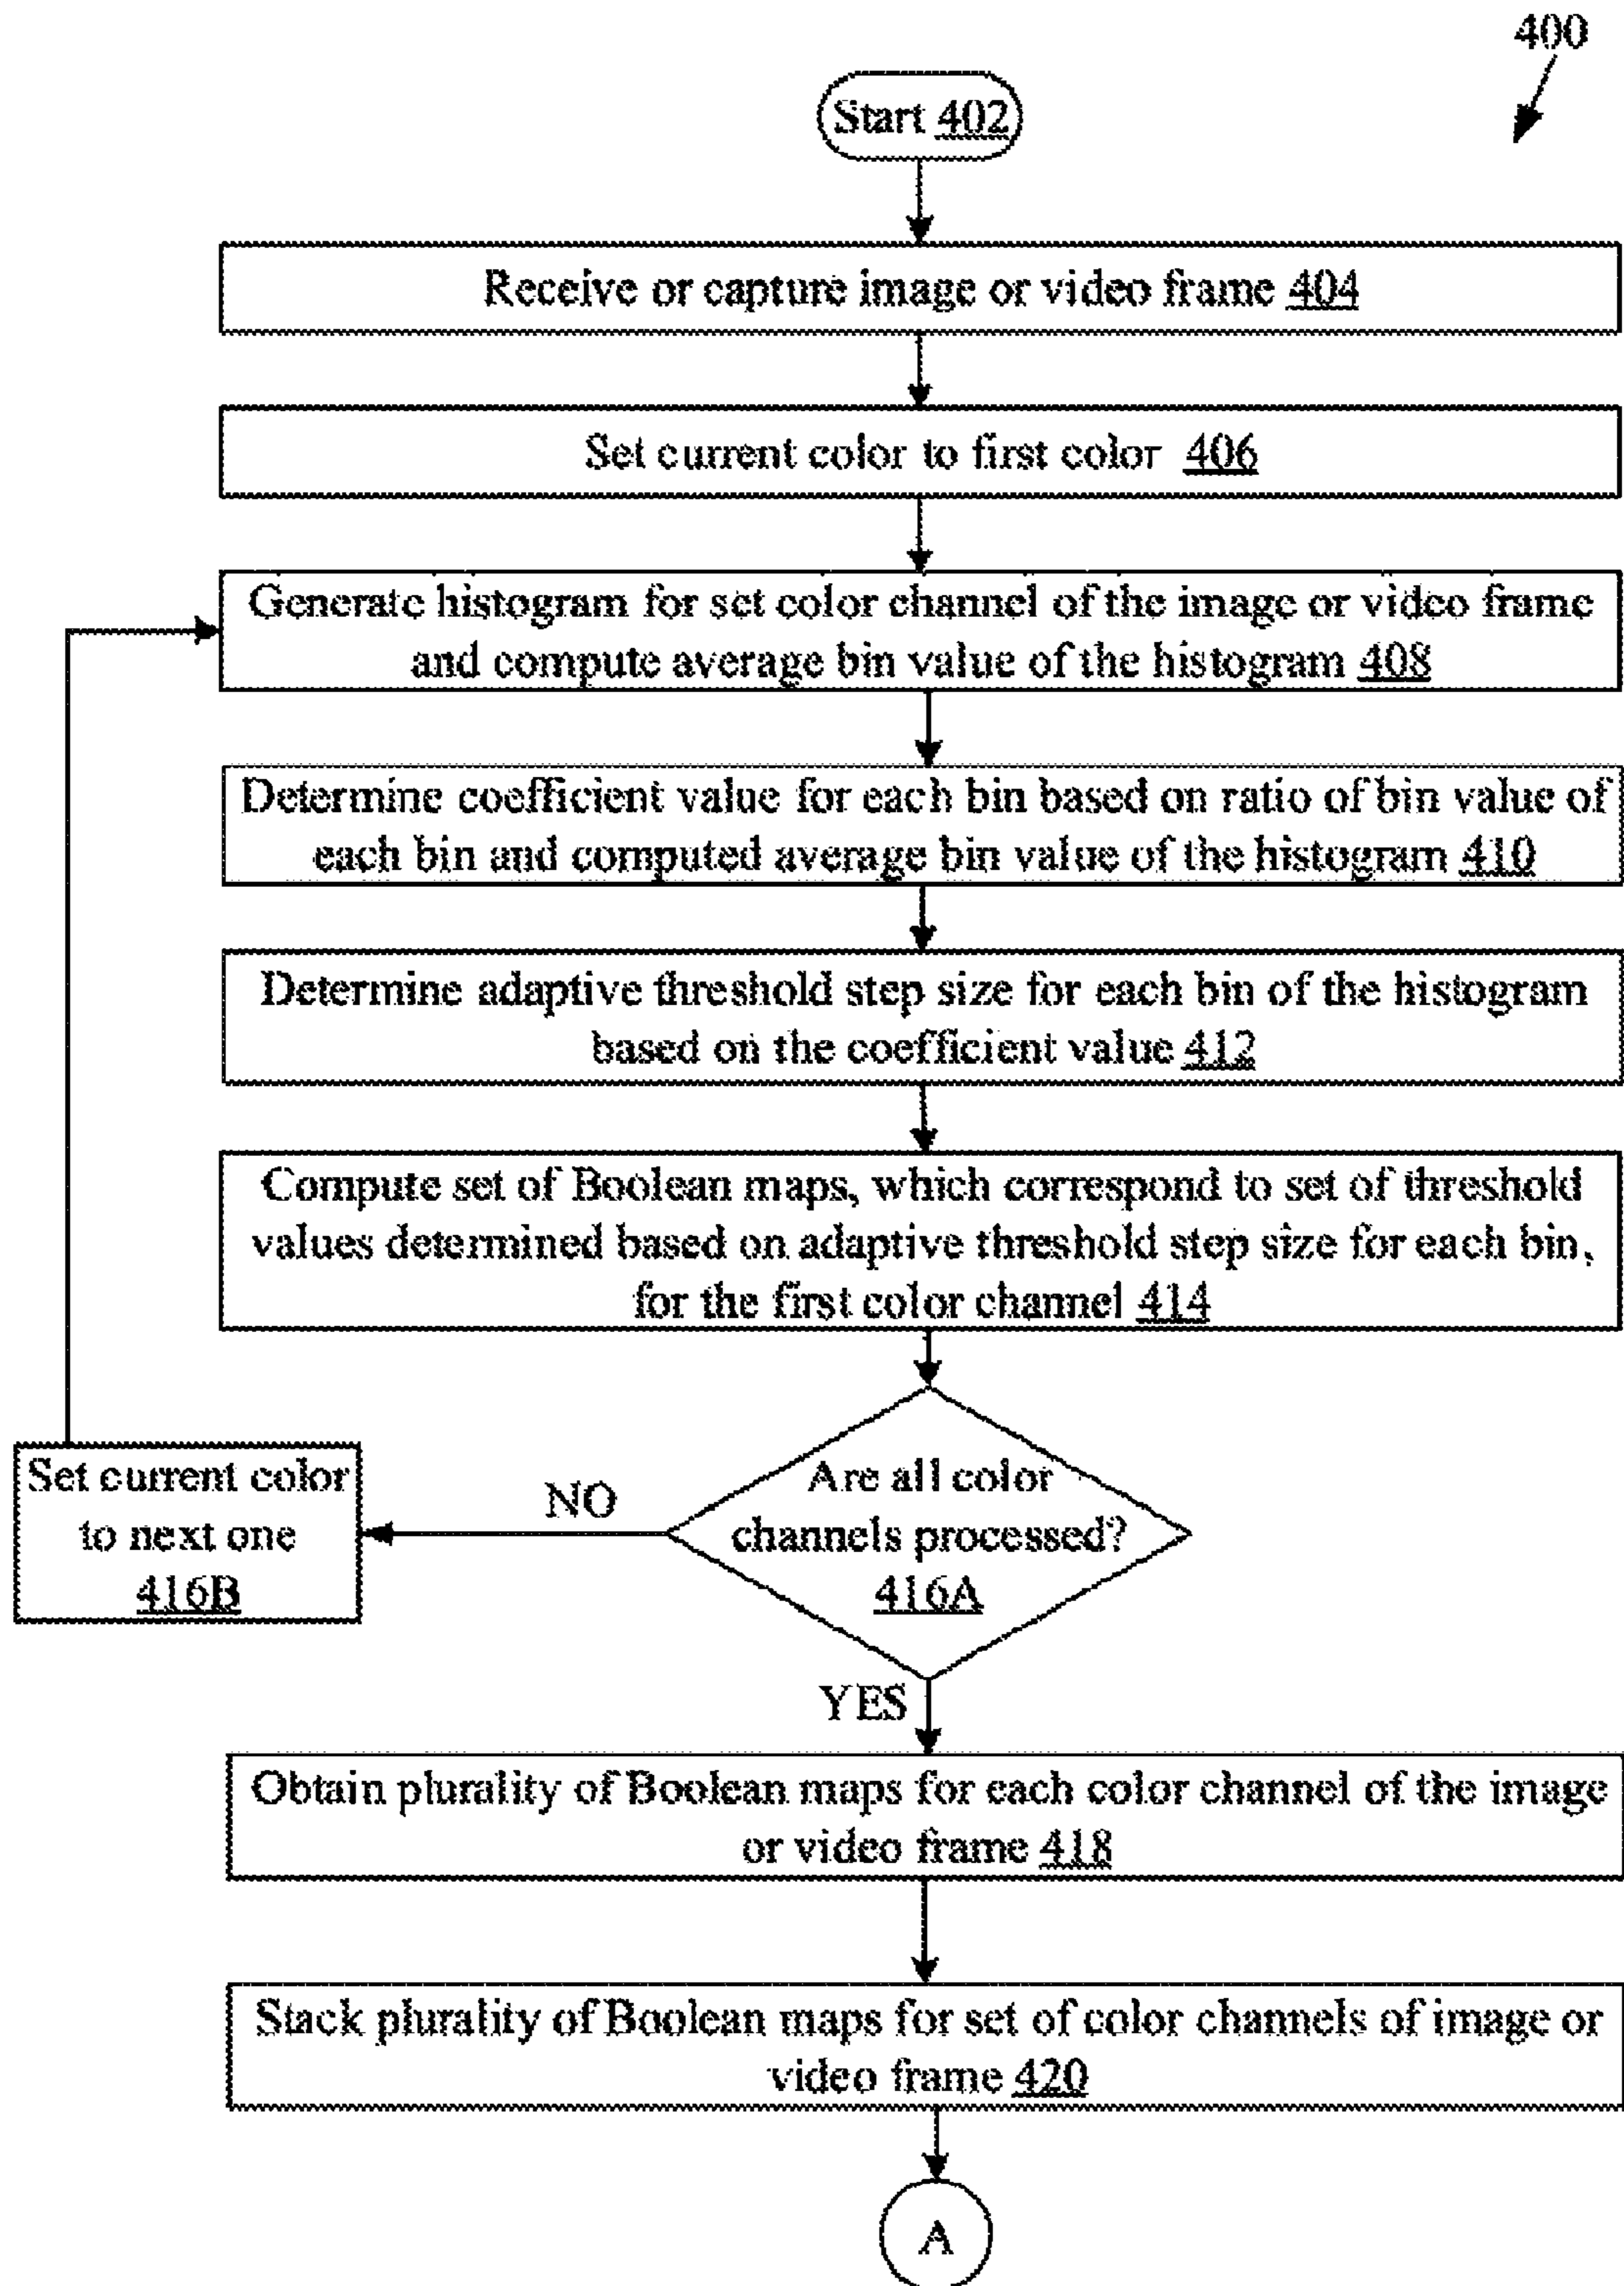 400
Start 402
Receive or capture image or video frame 404
Set current color to first color 406
Generate histogram for set color channel of the image or video frame
and compute average bin value of the histogram 408
Determine coefficient value for each bin based on ratio of bin value of
each bin and computed average bin value of the histogram 410
Determine adaptive threshold step size for each bin of the histogram
based on the coefficient value 412
Compute set of Boolean maps, which correspond to set of threshold
values determined based on adaptive threshold step size for each bin,
for the first color channel 414
Are all color
channels processed?
416A
NO
Set current color
to next one
416B
YES
Obtain plurality of Boolean maps for each color channel of the image
or video frame 418
Stack plurality of Boolean maps for set of color channels of image or
video frame 420
A